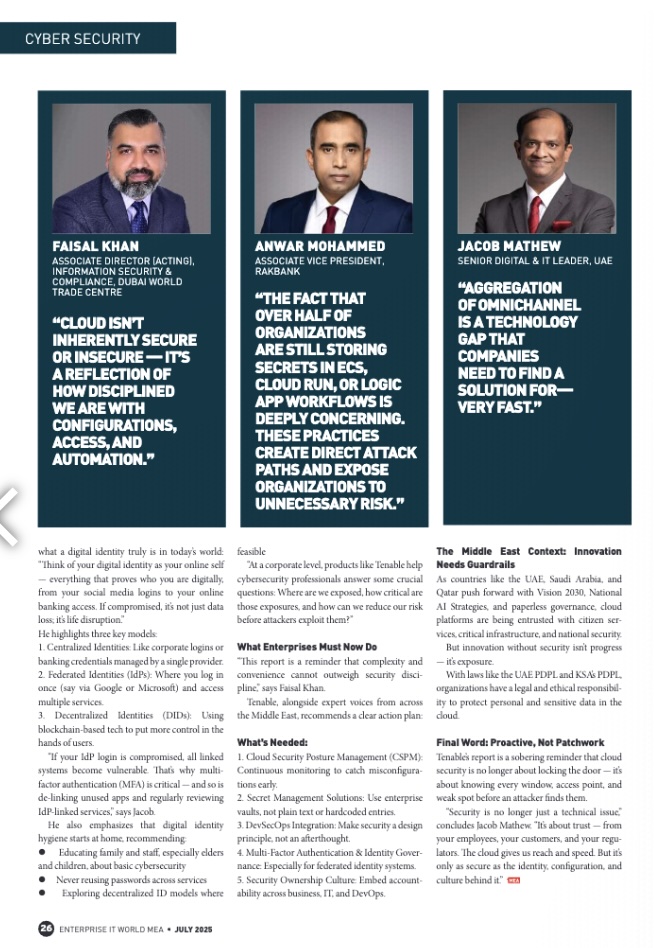 CYBER SECURITY
FAISAL KHAN
ASSOCIATE DIRECTOR (ACTING),
INFORMATION SECURITY &
COMPLIANCE, DUBAI WORLD
TRADE CENTRE
“CLOUD ISN’T
INHERENTLY SECURE
OR INSECURE — IT’S
A REFLECTION OF
HOW DISCIPLINED
WE ARE WITH
CONFIGURATIONS,
ACCESS, AND
AUTOMATION.”
ANWAR MOHAMMED
ASSOCIATE VICE PRESIDENT,
RAKBANK
“THE FACT THAT
OVER HALF OF
ORGANIZATIONS
ARE STILL STORING
SECRETS IN ECS,
CLOUD RUN, OR LOGIC
APP WORKFLOWS IS
DEEPLY CONCERNING.
THESE PRACTICES
CREATE DIRECT ATTACK
PATHS AND EXPOSE
ORGANIZATIONS TO
UNNECESSARY RISK.”
JACOB MATHEW
SENIOR DIGITAL & IT LEADER, UAE
“AGGREGATION
OF OMNICHANNEL
IS A TECHNOLOGY
GAP THAT
COMPANIES
NEED TO FIND A
SOLUTION FOR—
VERY FAST.”
what a digital identity truly is in today’s world:
“Think of your digital identity as your online self
— everything that proves who you are digitally,
from your social media logins to your online
banking access. If compromised, it’s not just data
loss; it’s life disruption.”
He highlights three key models:
1. Centralized Identities: Like corporate logins or
banking credentials managed by a single provider.
2. Federated Identities (IdPs): Where you log in
once (say via Google or Microsoft) and access
multiple services.
3. Decentralized Identities (DIDs): Using
blockchain-based tech to put more control in the
hands of users.
“If your IdP login is compromised, all linked
systems become vulnerable. That’s why multi-
factor authentication (MFA) is critical — and so is
de-linking unused apps and regularly reviewing
IdP-linked services,” says Jacob.
He also emphasizes that digital identity
hygiene starts at home, recommending:
● Educating family and staff, especially elders
and children, about basic cybersecurity
● Never reusing passwords across services
● Exploring decentralized ID models where
feasible
“At a corporate level, products like Tenable help
cybersecurity professionals answer some crucial
questions: Where are we exposed, how critical are
those exposures, and how can we reduce our risk
before attackers exploit them?”
What Enterprises Must Now Do
“This report is a reminder that complexity and
convenience cannot outweigh security disci-
pline,” says Faisal Khan.
Tenable, alongside expert voices from across
the Middle East, recommends a clear action plan:
What’s Needed:
1. Cloud Security Posture Management (CSPM):
Continuous monitoring to catch misconfigura-
tions early.
2. Secret Management Solutions: Use enterprise
vaults, not plain text or hardcoded entries.
3. DevSecOps Integration: Make security a design
principle, not an afterthought.
4. Multi-Factor Authentication & Identity Gover-
nance: Especially for federated identity systems.
5. Security Ownership Culture: Embed account-
ability across business, IT, and DevOps.
The Middle East Context: Innovation
Needs Guardrails
As countries like the UAE, Saudi Arabia, and
Qatar push forward with Vision 2030, National
AI Strategies, and paperless governance, cloud
platforms are being entrusted with citizen ser-
vices, critical infrastructure, and national security.
But innovation without security isn’t progress
— it’s exposure.
With laws like the UAE PDPL and KSA’s PDPL,
organizations have a legal and ethical responsibil-
ity to protect personal and sensitive data in the
cloud.
Final Word: Proactive, Not Patchwork
Tenable’s report is a sobering reminder that cloud
security is no longer about locking the door — it’s
about knowing every window, access point, and
weak spot before an attacker finds them.
“Security is no longer just a technical issue,”
concludes Jacob Mathew. “It’s about trust — from
your employees, your customers, and your regu-
lators. The cloud gives us reach and speed. But it’s
only as secure as the identity, configuration, and
culture behind it.” MEA
26 ENTERPRISE IT WORLD MEA • JULY 2025